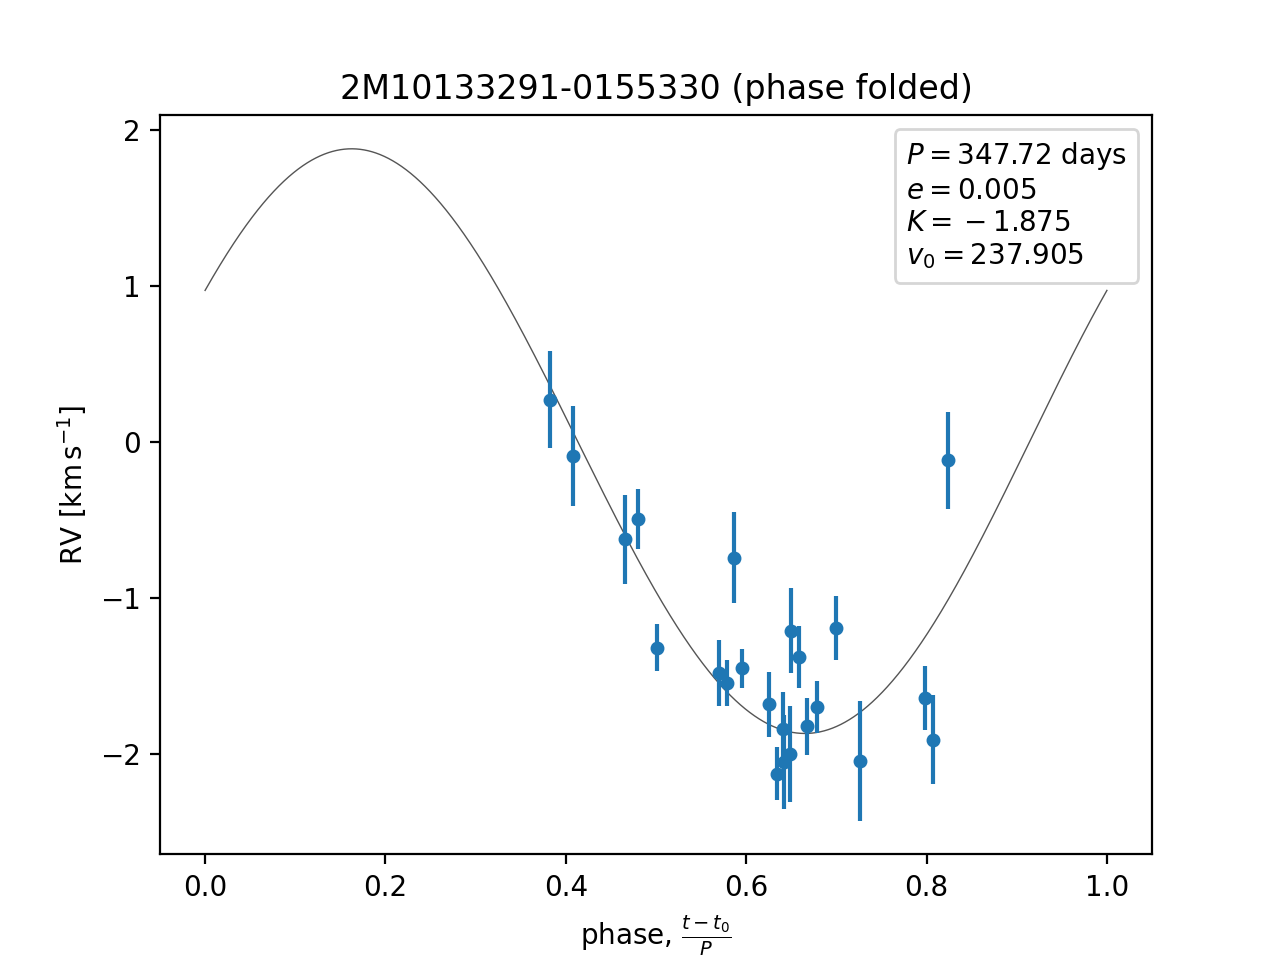 2M10133291-0155330 (phase folded)
P = 347.72 days
e = 0.005
K = −1.875
v₀ = 237.905
2
1
0
−1
−2
RV [km s⁻¹]
0.0 0.2 0.4 0.6 0.8 1.0
phase, (t − t₀)/P